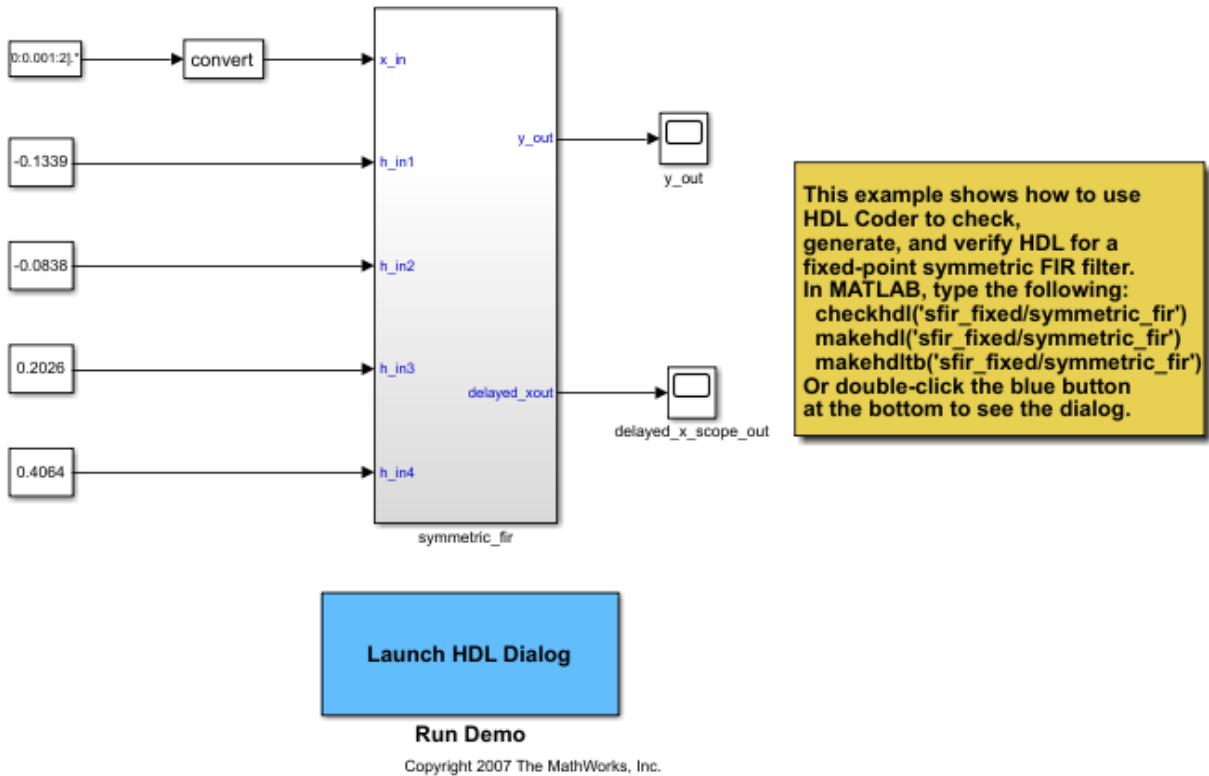 0:0.001:2].*
convert
x_in
-0.1339
h_in1
-0.0838
h_in2
0.2026
h_in3
0.4064
h_in4
y_out
delayed_xout
symmetric_fir
y_out
delayed_x_scope_out
This example shows how to use
HDL Coder to check,
generate, and verify HDL for a
fixed-point symmetric FIR filter.
In MATLAB, type the following:
checkhdl('sfir_fixed/symmetric_fir')
makehdl('sfir_fixed/symmetric_fir')
makehdltb('sfir_fixed/symmetric_fir')
Or double-click the blue button
at the bottom to see the dialog.
Launch HDL Dialog
Run Demo
Copyright 2007 The MathWorks, Inc.